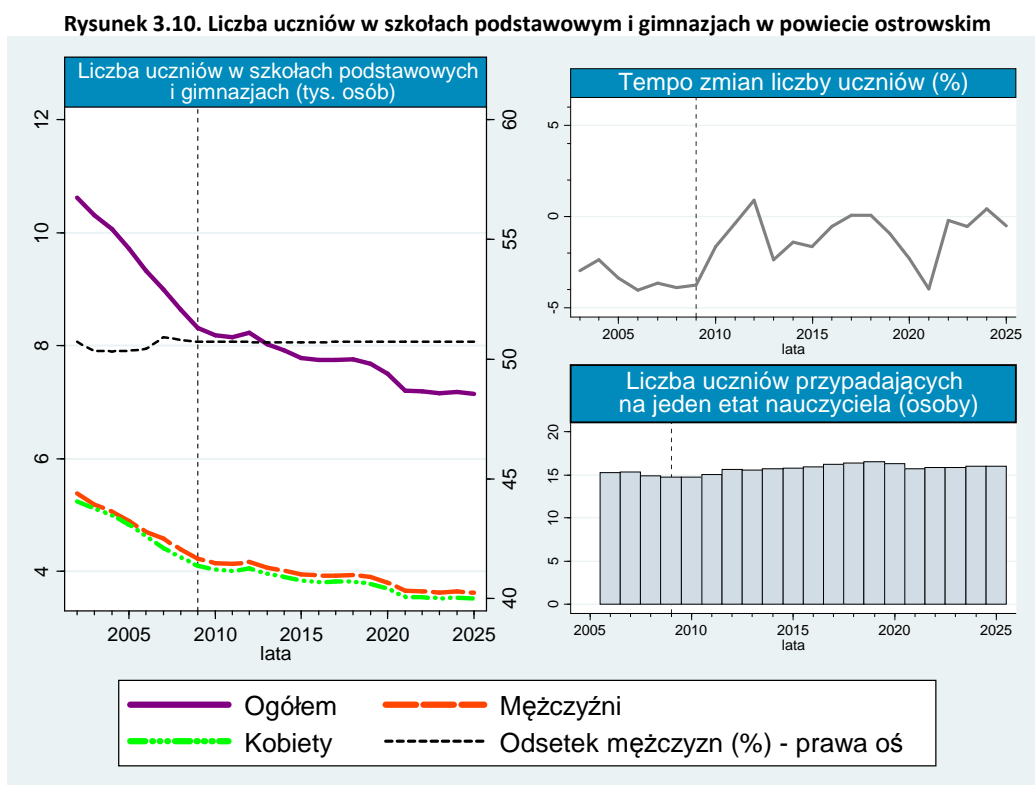 Rysunek 3.10. Liczba uczniów w szkołach podstawowym i gimnazjach w powiecie ostrowskim
Liczba uczniów w szkołach podstawowych
i gimnazjach (tys. osób)
12
10
8
6
4
60
55
50
45
40
2005
2010
2015
2020
2025
lata
Tempo zmian liczby uczniów (%)
5
0
-5
2005
2010
2015
2020
2025
lata
Liczba uczniów przypadających
na jeden etat nauczyciela (osoby)
20
15
10
5
0
2005
2010
2015
2020
2025
lata
Ogółem
Mężczyźni
Kobiety
Odsetek mężczyzn (%) - prawa oś